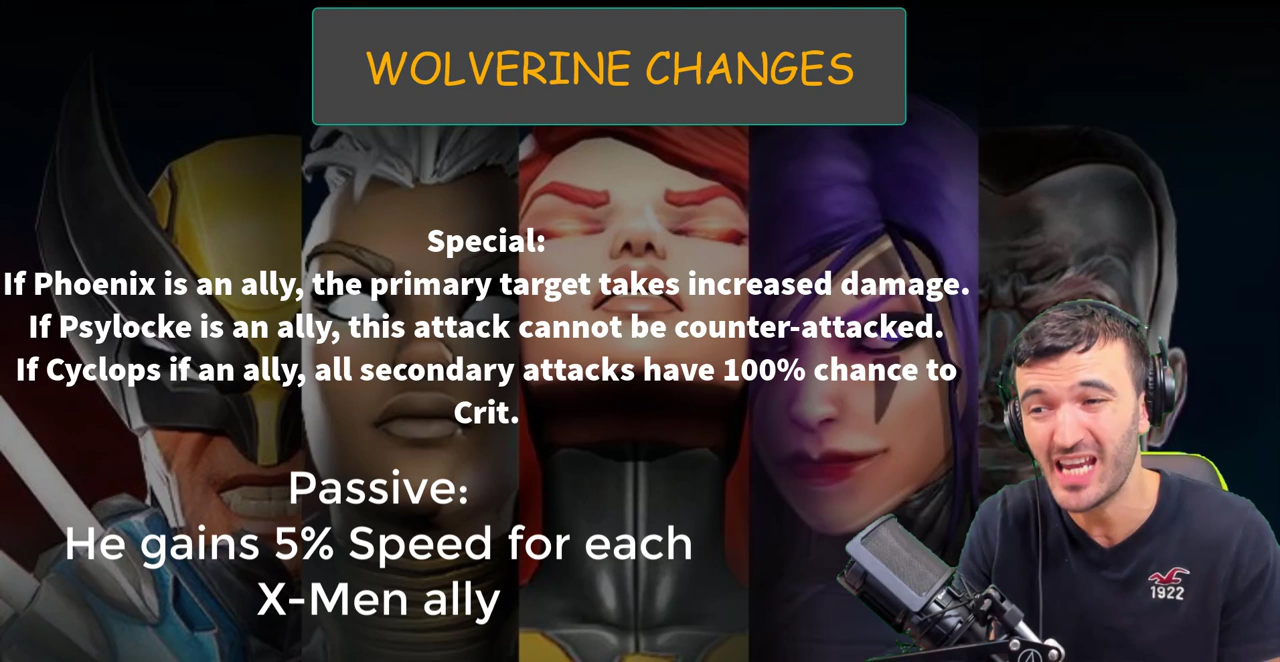 WOLVERINE CHANGES
Special:
If Phoenix is an ally, the primary target takes increased damage.
If Psylocke is an ally, this attack cannot be counter-attacked.
If Cyclops if an ally, all secondary attacks have 100% chance to
Crit.
Passive:
He gains 5% Speed for each
X-Men ally
1922